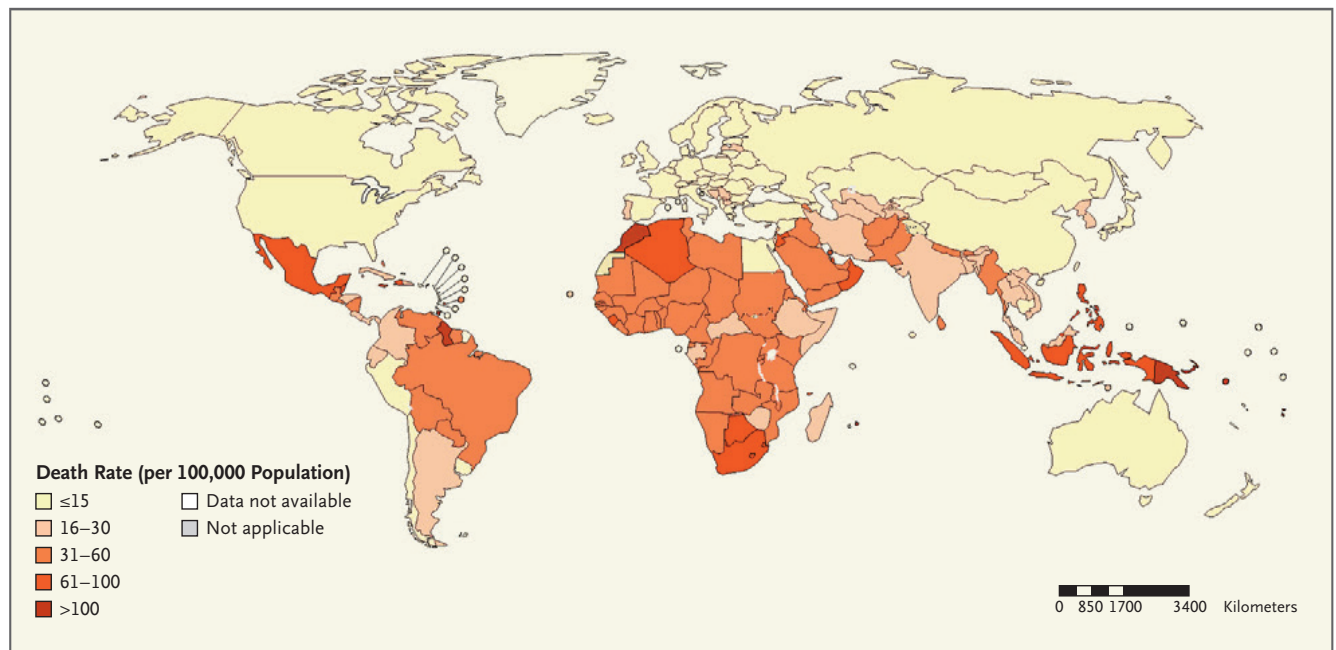 Death Rate (per 100,000 Population)
≤15
16–30
31–60
61–100
>100
Data not available
Not applicable
0 850 1700 3400 Kilometers